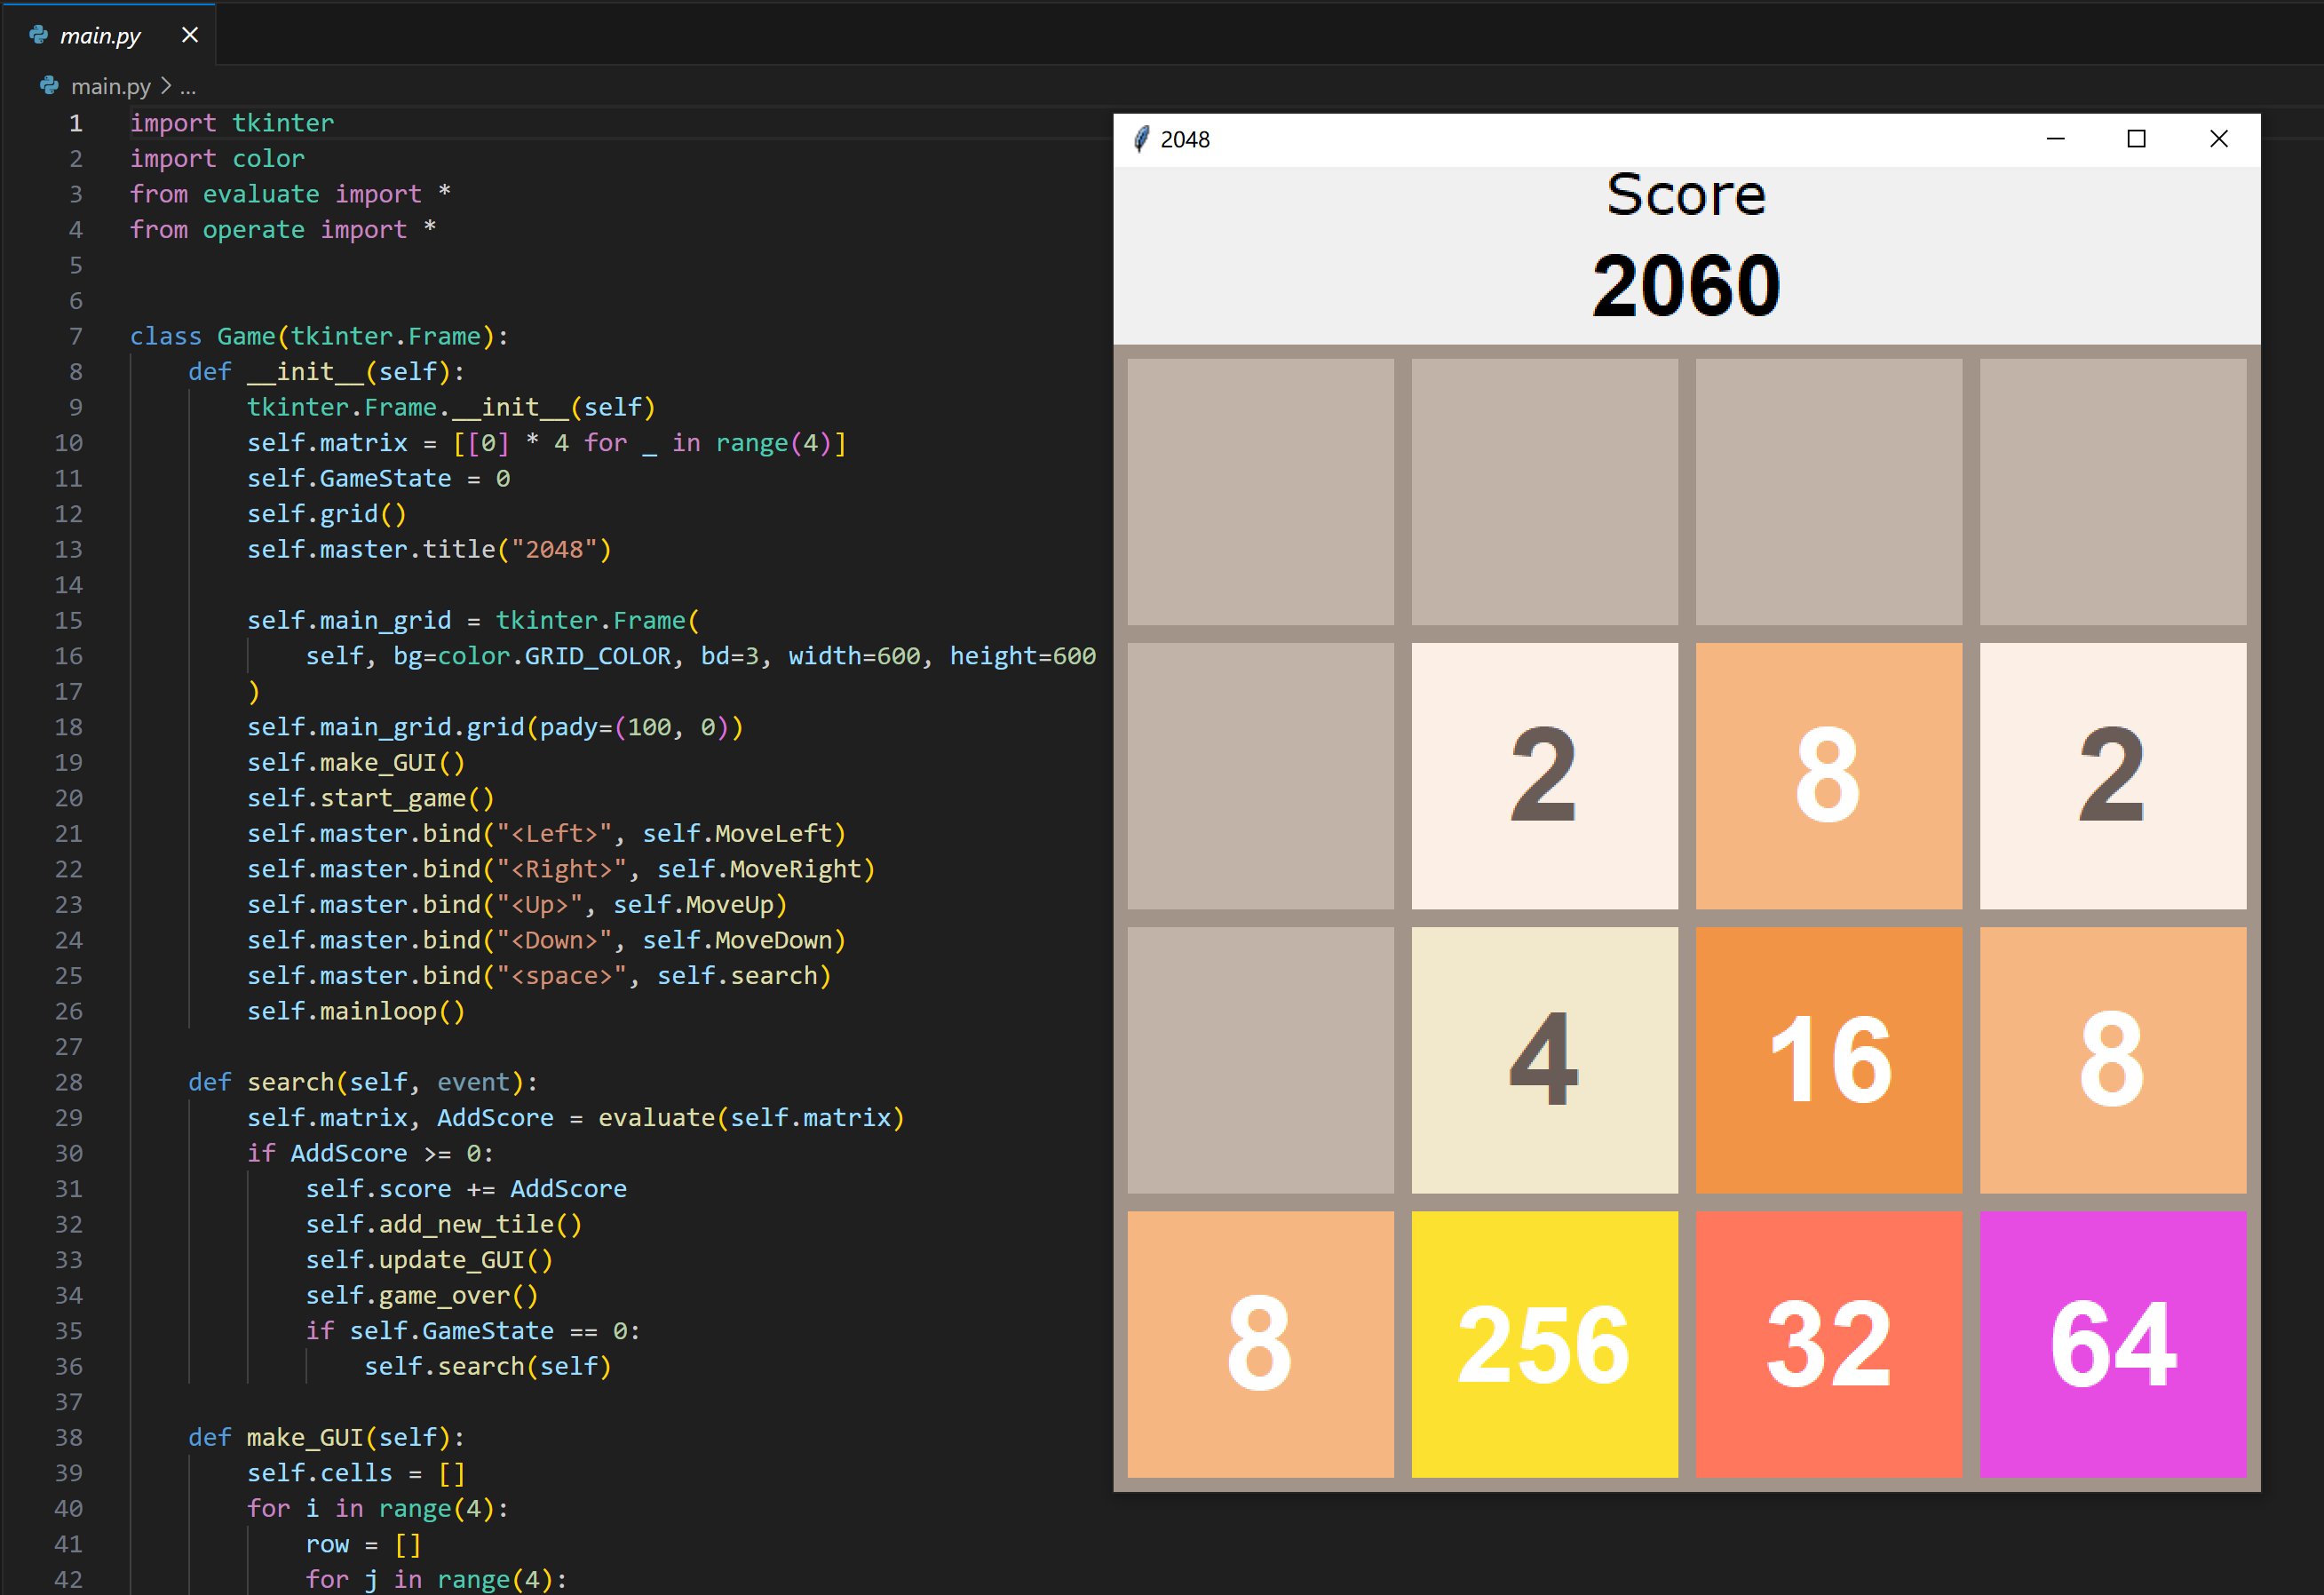 main.py
main.py > ...
1 import tkinter
2 import color
3 from evaluate import *
4 from operate import *
5
6
7 class Game(tkinter.Frame):
8     def __init__(self):
9         tkinter.Frame.__init__(self)
10         self.matrix = [[0] * 4 for _ in range(4)]
11         self.GameState = 0
12         self.grid()
13         self.master.title("2048")
14
15         self.main_grid = tkinter.Frame(
16             self, bg=color.GRID_COLOR, bd=3, width=600, height=600
17         )
18         self.main_grid.grid(pady=(100, 0))
19         self.make_GUI()
20         self.start_game()
21         self.master.bind("<Left>", self.MoveLeft)
22         self.master.bind("<Right>", self.MoveRight)
23         self.master.bind("<Up>", self.MoveUp)
24         self.master.bind("<Down>", self.MoveDown)
25         self.master.bind("<space>", self.search)
26         self.mainloop()
27
28     def search(self, event):
29         self.matrix, AddScore = evaluate(self.matrix)
30         if AddScore >= 0:
31             self.score += AddScore
32             self.add_new_tile()
33             self.update_GUI()
34             self.game_over()
35             if self.GameState == 0:
36                 self.search(self)
37
38     def make_GUI(self):
39         self.cells = []
40         for i in range(4):
41             row = []
42             for j in range(4):
2048
Score
2060
2 8 2
4 16 8
8 256 32 64